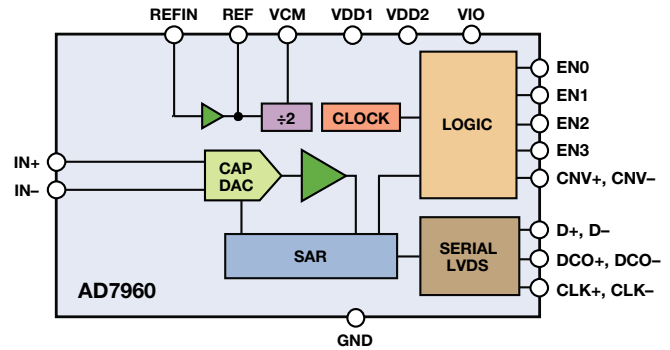 REFIN REF VCM VDD1 VDD2 VIO
EN0
EN1
EN2
EN3
CNV+, CNV–
÷2
CLOCK
LOGIC
IN+
IN–
CAP
DAC
SAR
SERIAL
LVDS
D+, D–
DCO+, DCO–
CLK+, CLK–
AD7960
GND